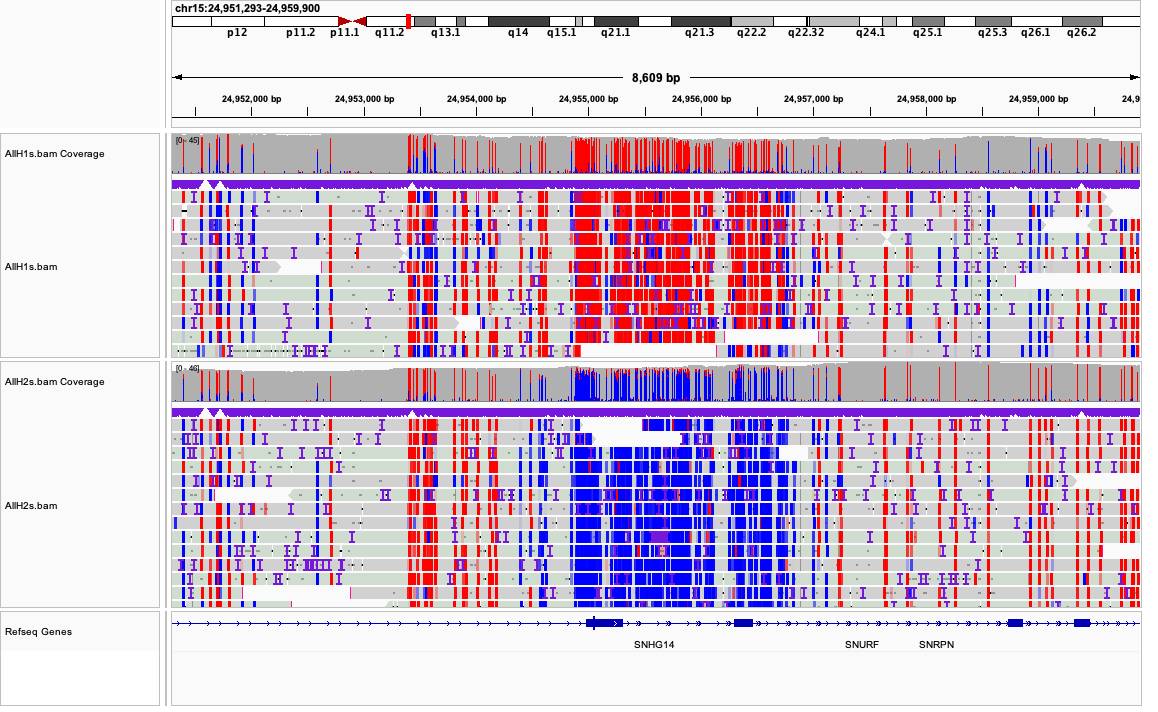 chr15:24,951,293-24,959,900
p12 p11.2 p11.1 q11.2 q13.1 q14 q15.1 q21.1 q21.3 q22.2 q22.32 q24.1 q25.1 q25.3 q26.1 q26.2
8,609 bp
24,952,000 bp 24,953,000 bp 24,954,000 bp 24,955,000 bp 24,956,000 bp 24,957,000 bp 24,958,000 bp 24,959,000 bp 24,9
AllH1s.bam Coverage
[0 - 45]
AllH1s.bam
AllH2s.bam Coverage
[0 - 46]
AllH2s.bam
Refseq Genes
SNHG14 SNURF SNRPN